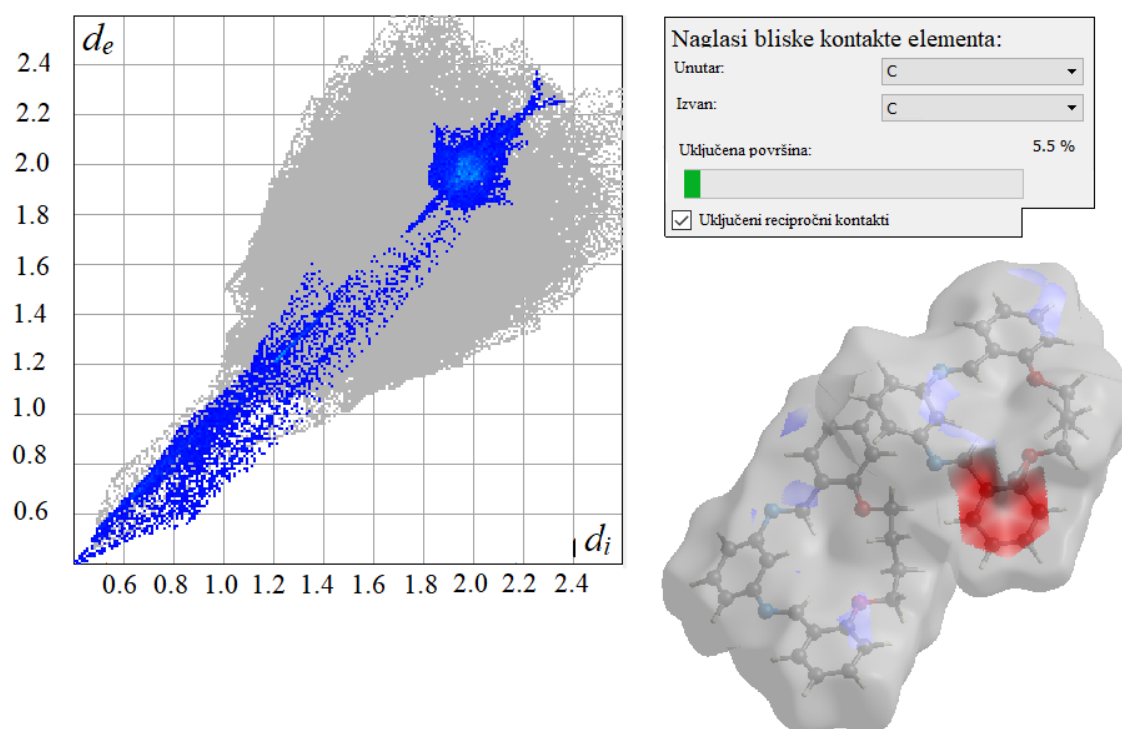 d_e
2.4
2.2
2.0
1.8
1.6
1.4
1.2
1.0
0.8
0.6
d_i
0.6 0.8 1.0 1.2 1.4 1.6 1.8 2.0 2.2 2.4
Naglasi bliske kontakte elementa:
Unutar: C
Izvan: C
Uključena površina: 5.5 %
Uključeni recipročni kontakti